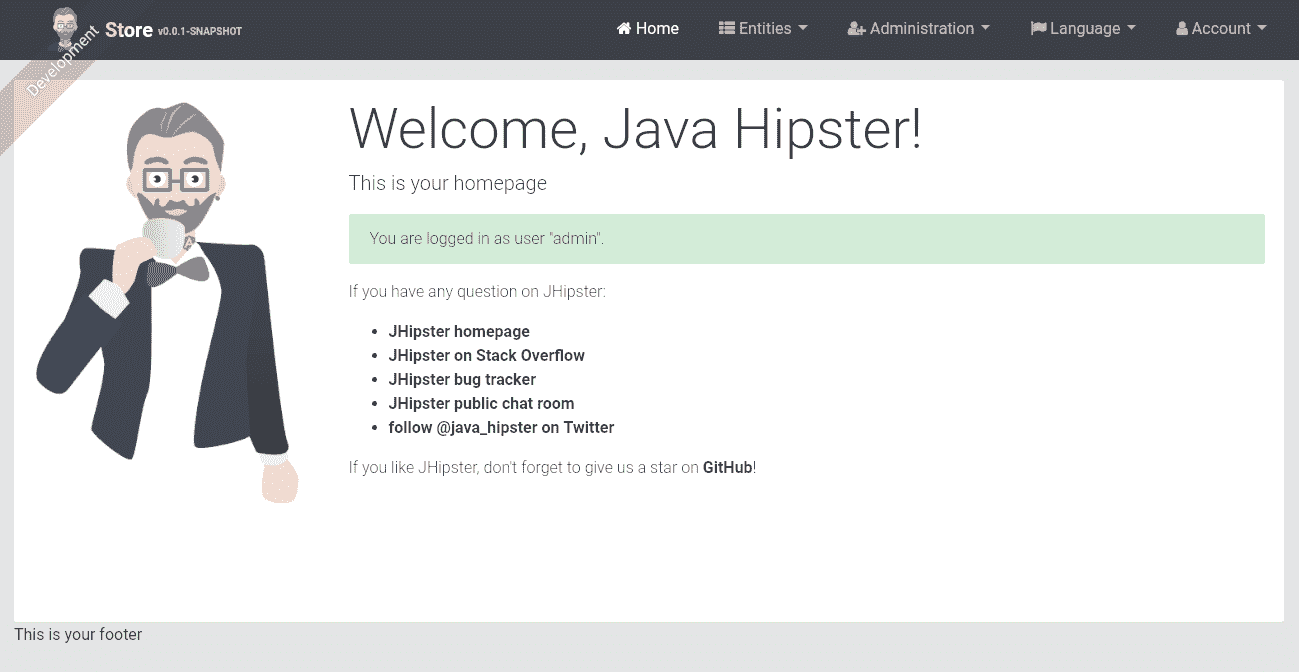 Store v0.0.1-SNAPSHOT
Home Entities Administration Language Account
Development
Welcome, Java Hipster!
This is your homepage
You are logged in as user "admin".
If you have any question on JHipster:
JHipster homepage
JHipster on Stack Overflow
JHipster bug tracker
JHipster public chat room
follow @java_hipster on Twitter
If you like JHipster, don't forget to give us a star on GitHub!
This is your footer
A